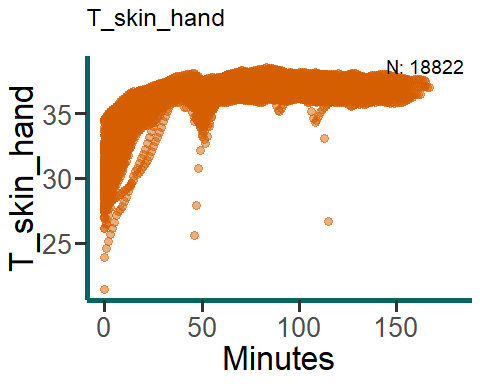 T_skin_hand
N: 18822
T_skin_hand
35
30
25
0 50 100 150
Minutes